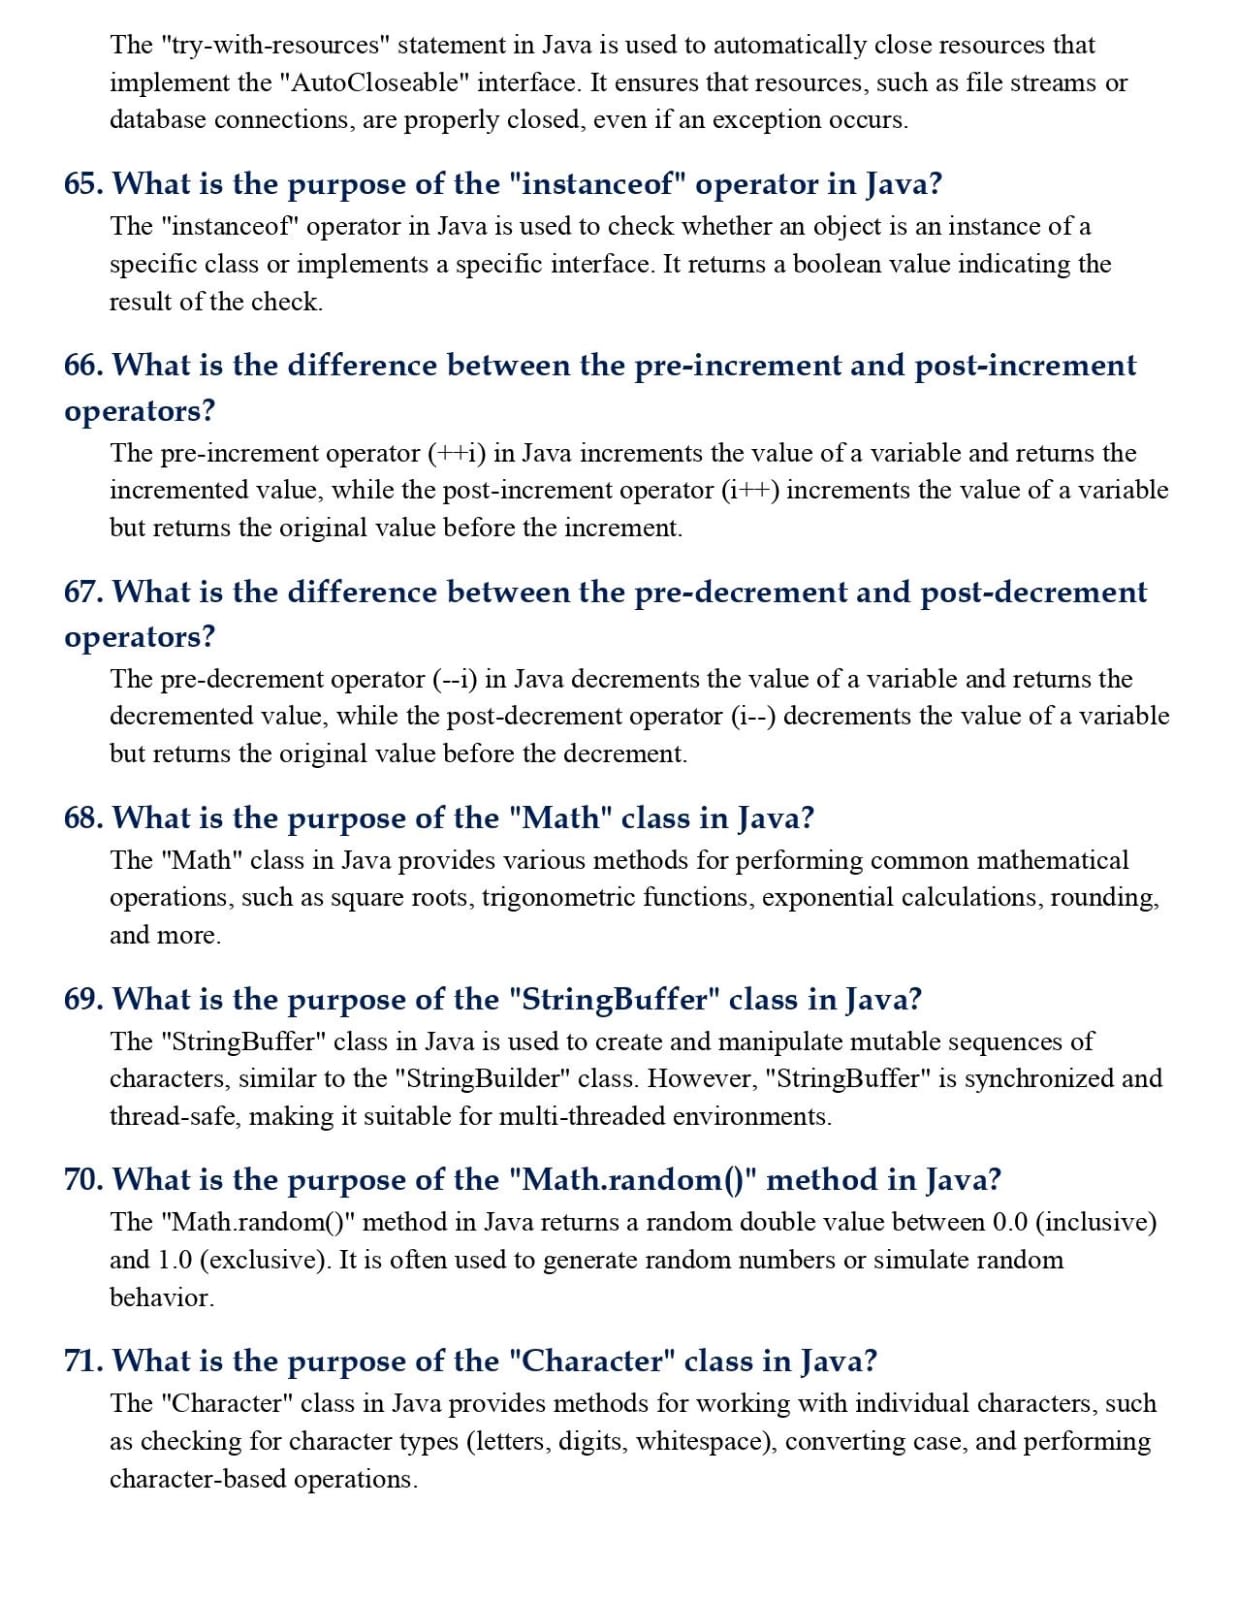 The "try-with-resources" statement in Java is used to automatically close resources that
implement the "AutoCloseable" interface. It ensures that resources, such as file streams or
database connections, are properly closed, even if an exception occurs.
65. What is the purpose of the "instanceof" operator in Java?
The "instanceof" operator in Java is used to check whether an object is an instance of a
specific class or implements a specific interface. It returns a boolean value indicating the
result of the check.
66. What is the difference between the pre-increment and post-increment
operators?
The pre-increment operator (++i) in Java increments the value of a variable and returns the
incremented value, while the post-increment operator (i++) increments the value of a variable
but returns the original value before the increment.
67. What is the difference between the pre-decrement and post-decrement
operators?
The pre-decrement operator (--i) in Java decrements the value of a variable and returns the
decremented value, while the post-decrement operator (i--) decrements the value of a variable
but returns the original value before the decrement.
68. What is the purpose of the "Math" class in Java?
The "Math" class in Java provides various methods for performing common mathematical
operations, such as square roots, trigonometric functions, exponential calculations, rounding,
and more.
69. What is the purpose of the "StringBuffer" class in Java?
The "StringBuffer" class in Java is used to create and manipulate mutable sequences of
characters, similar to the "StringBuilder" class. However, "StringBuffer" is synchronized and
thread-safe, making it suitable for multi-threaded environments.
70. What is the purpose of the "Math.random()" method in Java?
The "Math.random()" method in Java returns a random double value between 0.0 (inclusive)
and 1.0 (exclusive). It is often used to generate random numbers or simulate random
behavior.
71. What is the purpose of the "Character" class in Java?
The "Character" class in Java provides methods for working with individual characters, such
as checking for character types (letters, digits, whitespace), converting case, and performing
character-based operations.